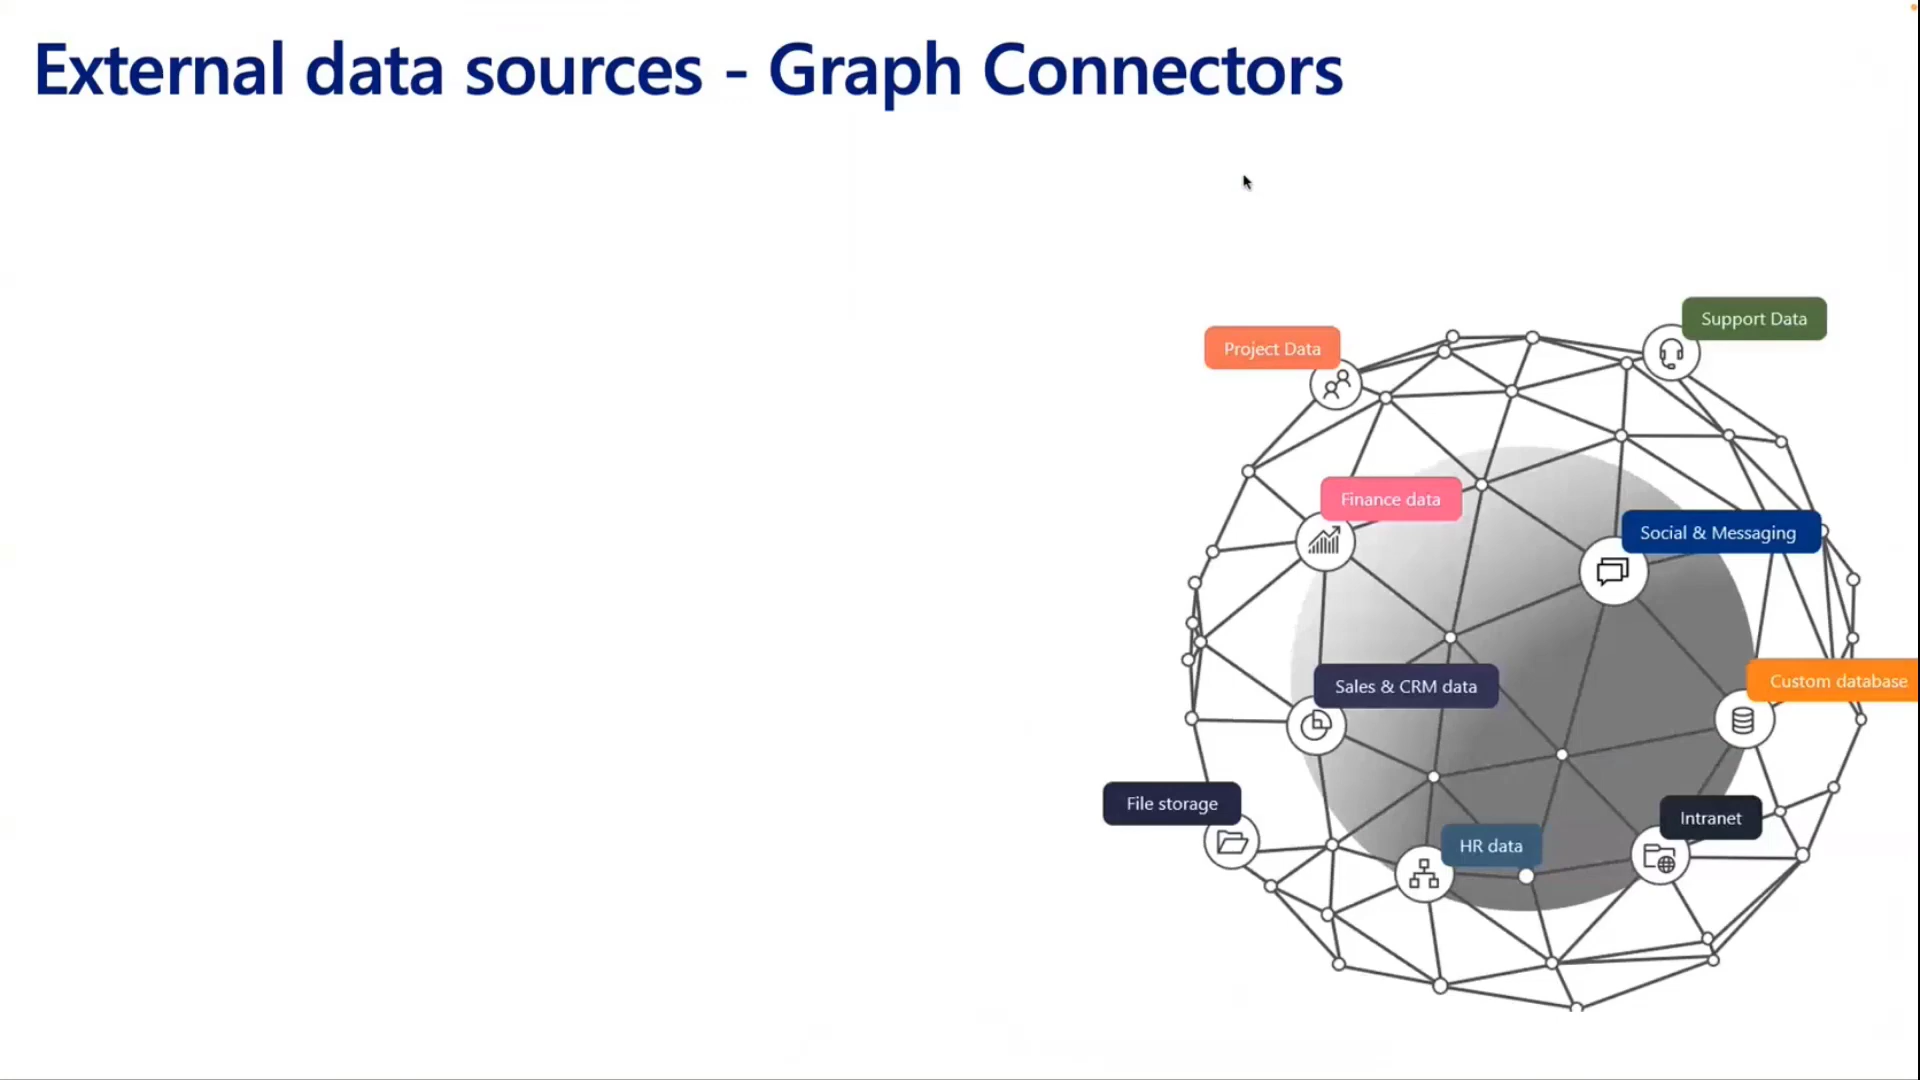 External data sources - Graph Connectors
Support Data
Project Data
Finance data
Social & Messaging
Custom database
Sales & CRM data
File storage
Intranet
HR data